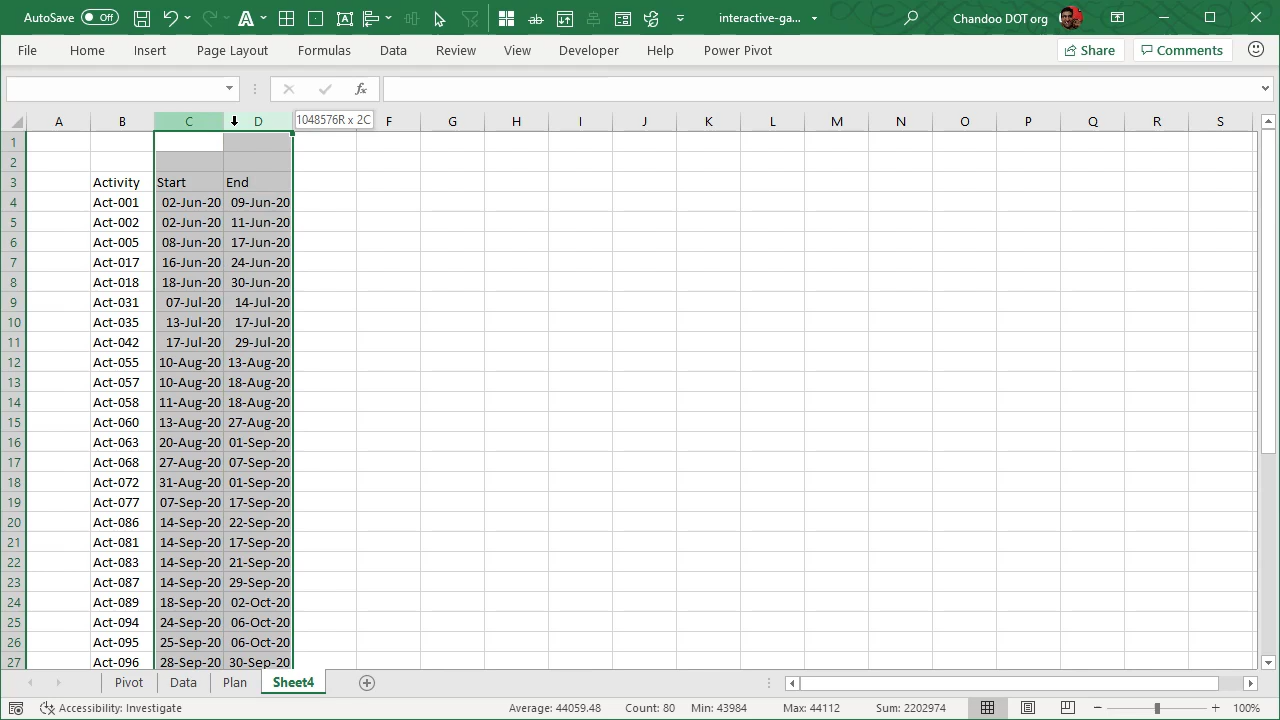 AutoSave Off interactive-ga... Chandoo DOT org
File Home Insert Page Layout Formulas Data Review View Developer Help Power Pivot Share Comments
fx
A B C D 1048576R x 2C F G H I J K L M N O P Q R S
1
2
3 Activity Start End
4 Act-001 02-Jun-20 09-Jun-20
5 Act-002 02-Jun-20 11-Jun-20
6 Act-005 08-Jun-20 17-Jun-20
7 Act-017 16-Jun-20 24-Jun-20
8 Act-018 18-Jun-20 30-Jun-20
9 Act-031 07-Jul-20 14-Jul-20
10 Act-035 13-Jul-20 17-Jul-20
11 Act-042 17-Jul-20 29-Jul-20
12 Act-055 10-Aug-20 13-Aug-20
13 Act-057 10-Aug-20 18-Aug-20
14 Act-058 11-Aug-20 18-Aug-20
15 Act-060 13-Aug-20 27-Aug-20
16 Act-063 20-Aug-20 01-Sep-20
17 Act-068 27-Aug-20 07-Sep-20
18 Act-072 31-Aug-20 01-Sep-20
19 Act-077 07-Sep-20 17-Sep-20
20 Act-086 14-Sep-20 22-Sep-20
21 Act-081 14-Sep-20 17-Sep-20
22 Act-083 14-Sep-20 21-Sep-20
23 Act-087 14-Sep-20 29-Sep-20
24 Act-089 18-Sep-20 02-Oct-20
25 Act-094 24-Sep-20 06-Oct-20
26 Act-095 25-Sep-20 06-Oct-20
27 Act-096 28-Sep-20 30-Sep-20
Pivot Data Plan Sheet4
Accessibility: Investigate Average: 44059.48 Count: 80 Min: 43984 Max: 44112 Sum: 2202974 100%